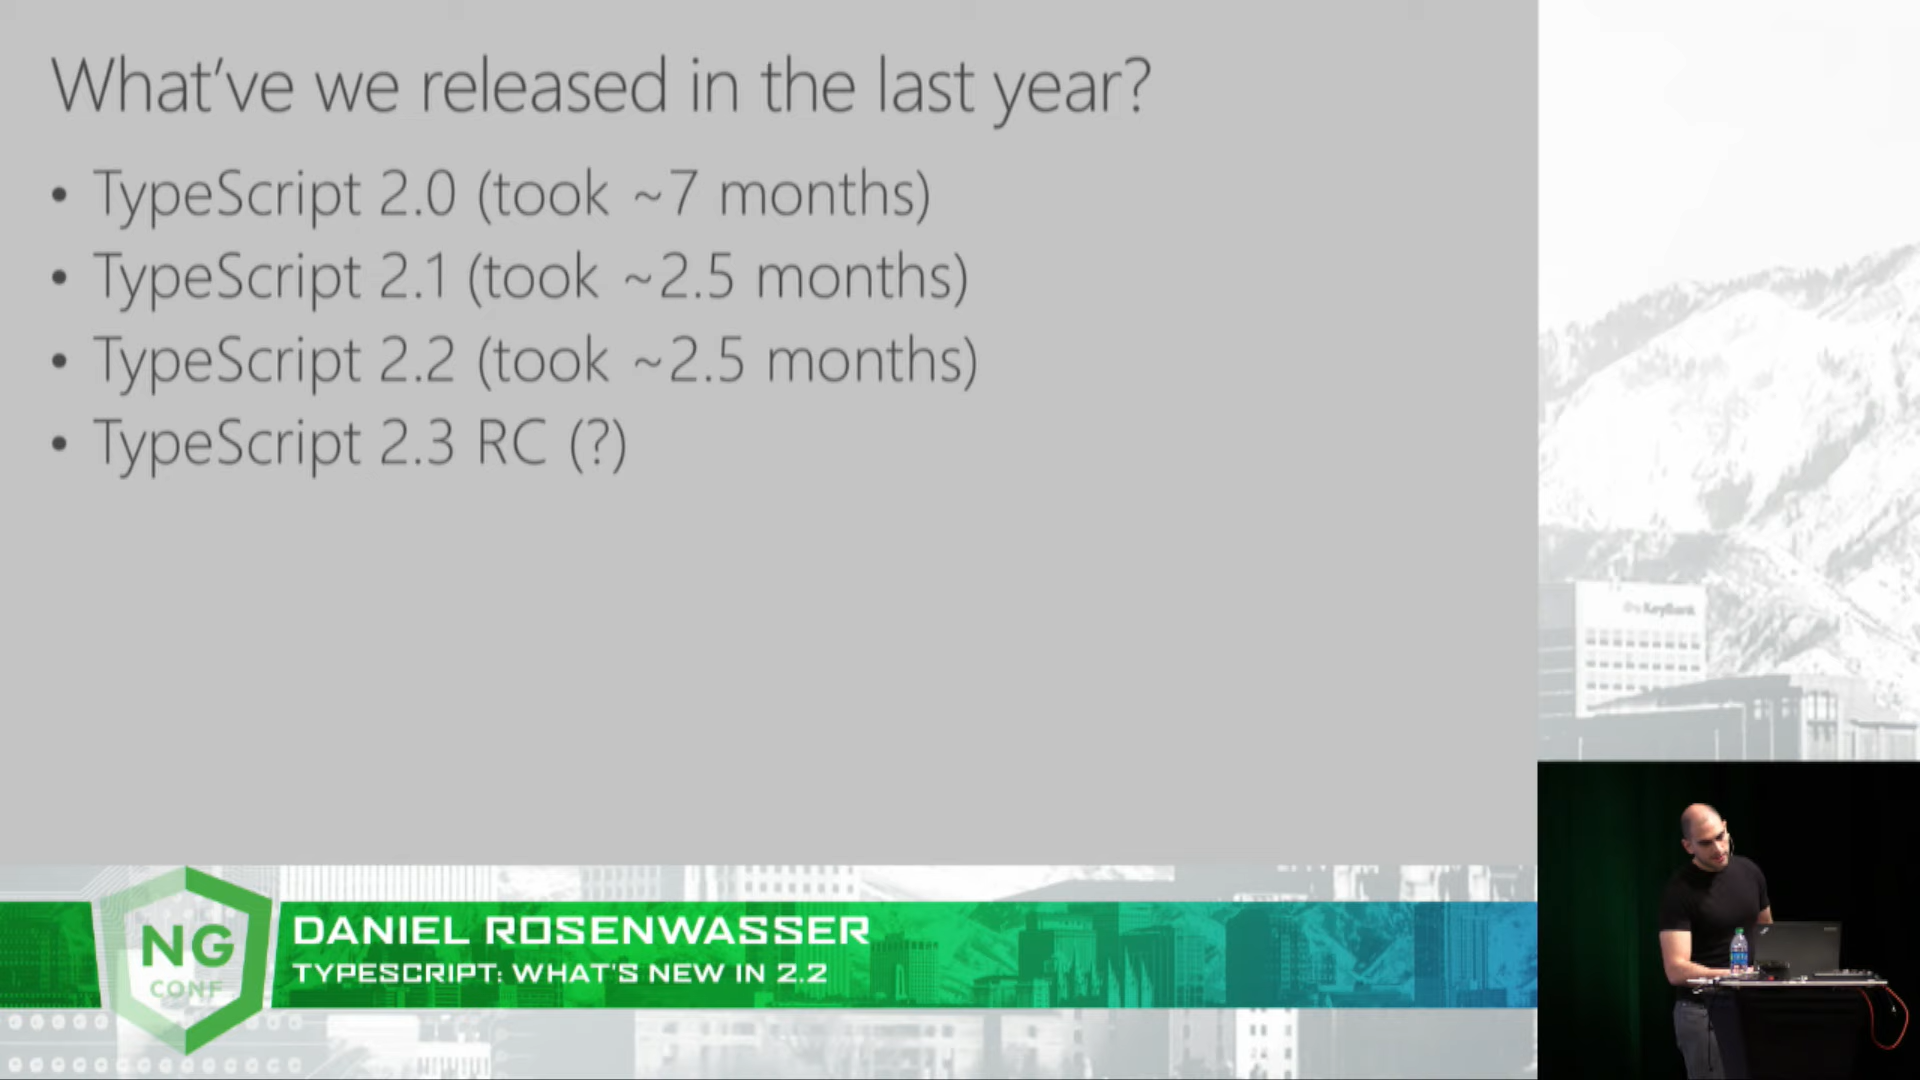 What've we released in the last year?
• TypeScript 2.0 (took ~7 months)
• TypeScript 2.1 (took ~2.5 months)
• TypeScript 2.2 (took ~2.5 months)
• TypeScript 2.3 RC (?)
KeyBank
NG
CONF
DANIEL ROSENWASSER
TYPESCRIPT: WHAT'S NEW IN 2.2